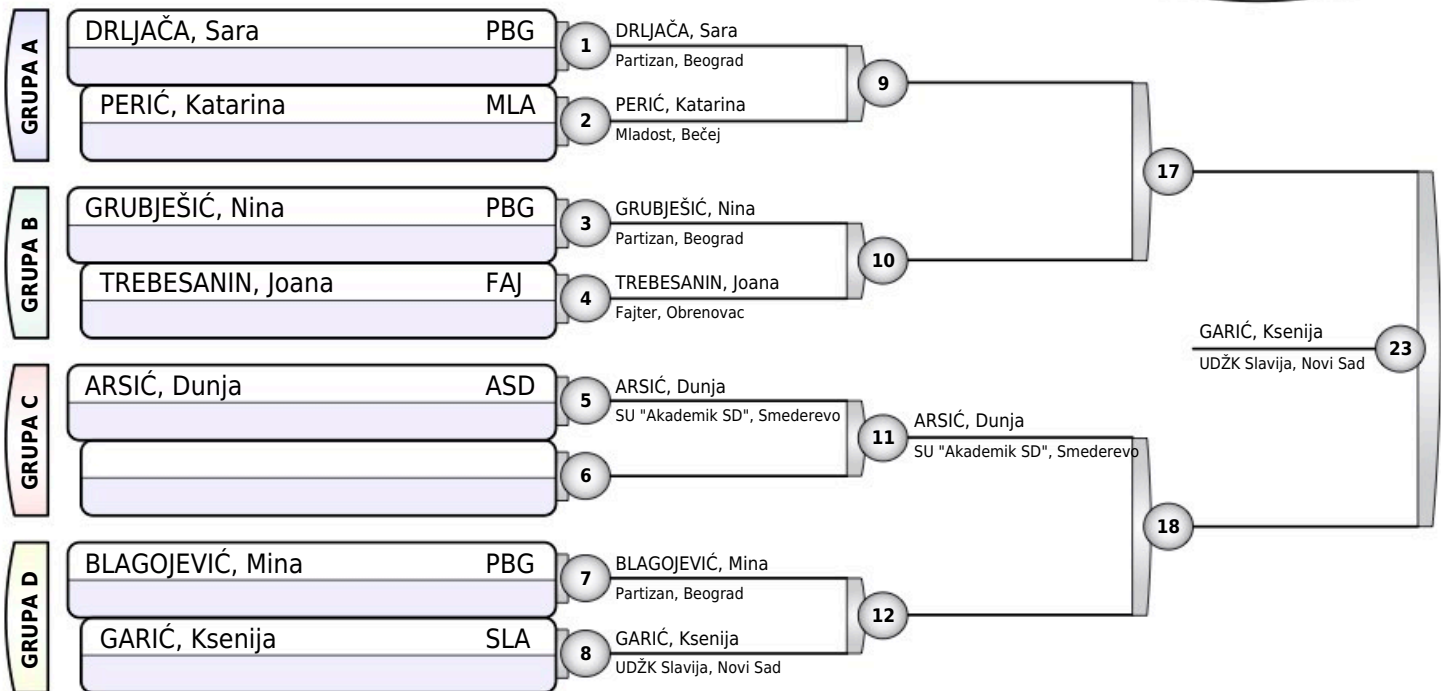 GRUPA A
DRLJAČA, Sara PBG
1
DRLJAČA, Sara
Partizan, Beograd
PERIĆ, Katarina MLA
2
PERIĆ, Katarina
Mladost, Bečej
9
GRUPA B
GRUBJEŠIĆ, Nina PBG
3
GRUBJEŠIĆ, Nina
Partizan, Beograd
TREBESANIN, Joana FAJ
4
TREBESANIN, Joana
Fajter, Obrenovac
10
17
GRUPA C
ARSIĆ, Dunja ASD
5
ARSIĆ, Dunja
SU "Akademik SD", Smederevo
6
11
ARSIĆ, Dunja
SU "Akademik SD", Smederevo
GRUPA D
BLAGOJEVIĆ, Mina PBG
7
BLAGOJEVIĆ, Mina
Partizan, Beograd
GARIĆ, Ksenija SLA
8
GARIĆ, Ksenija
UDŽK Slavija, Novi Sad
12
18
GARIĆ, Ksenija
UDŽK Slavija, Novi Sad
23